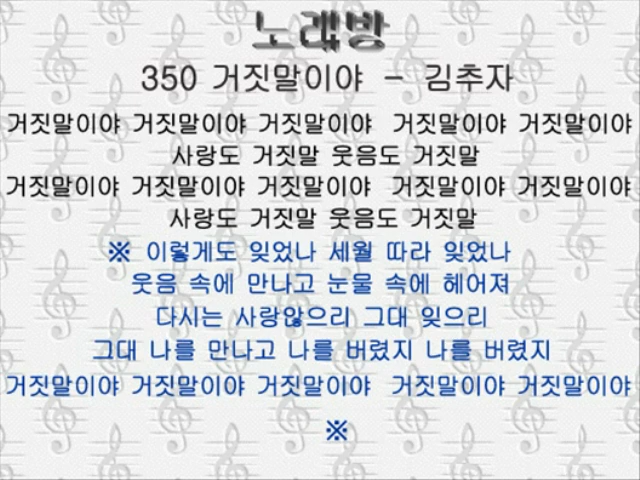 노래방
350 거짓말이야 - 김추자
거짓말이야 거짓말이야 거짓말이야 거짓말이야 거짓말이야
사랑도 거짓말 웃음도 거짓말
거짓말이야 거짓말이야 거짓말이야 거짓말이야 거짓말이야
사랑도 거짓말 웃음도 거짓말
※ 이렇게도 잊었나 세월 따라 잊었나
웃음 속에 만나고 눈물 속에 헤어져
다시는 사랑않으리 그대 잊으리
그대 나를 만나고 나를 버렸지 나를 버렸지
거짓말이야 거짓말이야 거짓말이야 거짓말이야 거짓말이야
※